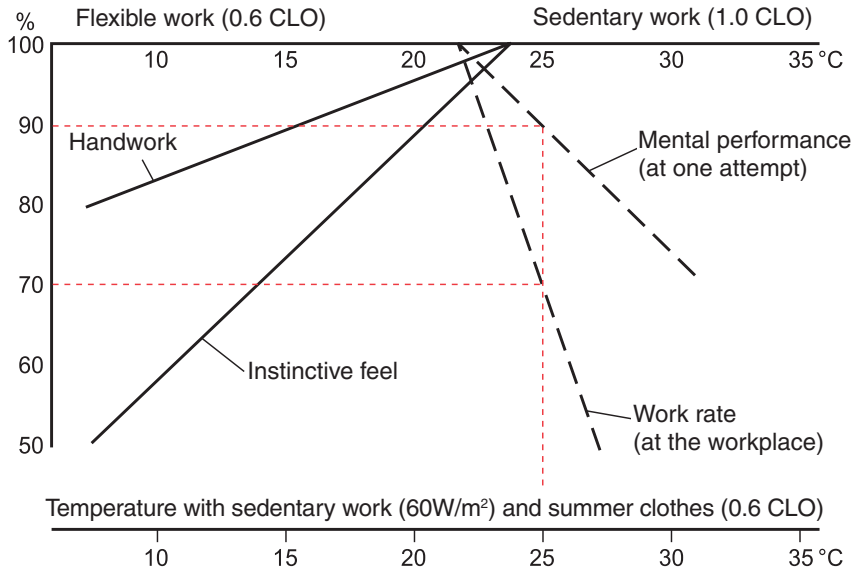 %
Flexible work (0.6 CLO)
Sedentary work (1.0 CLO)
100
10 15 20 25 30 35 °C
90
Handwork
Mental performance
(at one attempt)
80
70
60
Instinctive feel
Work rate
(at the workplace)
50
Temperature with sedentary work (60W/m²) and summer clothes (0.6 CLO)
10 15 20 25 30 35 °C